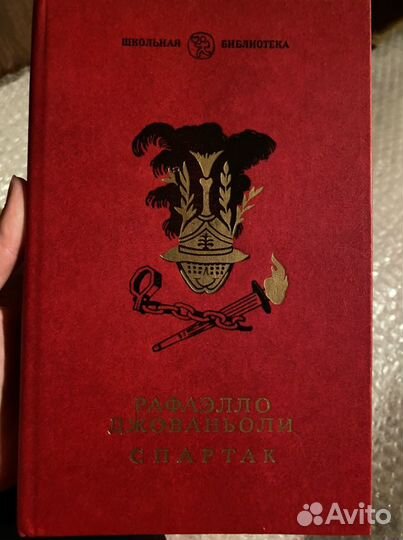 ШКОЛЬНАЯ БИБЛИОТЕКА
РАФАЭЛЛО
ДЖОВАНЬОЛИ
СПАРТАК
Avito